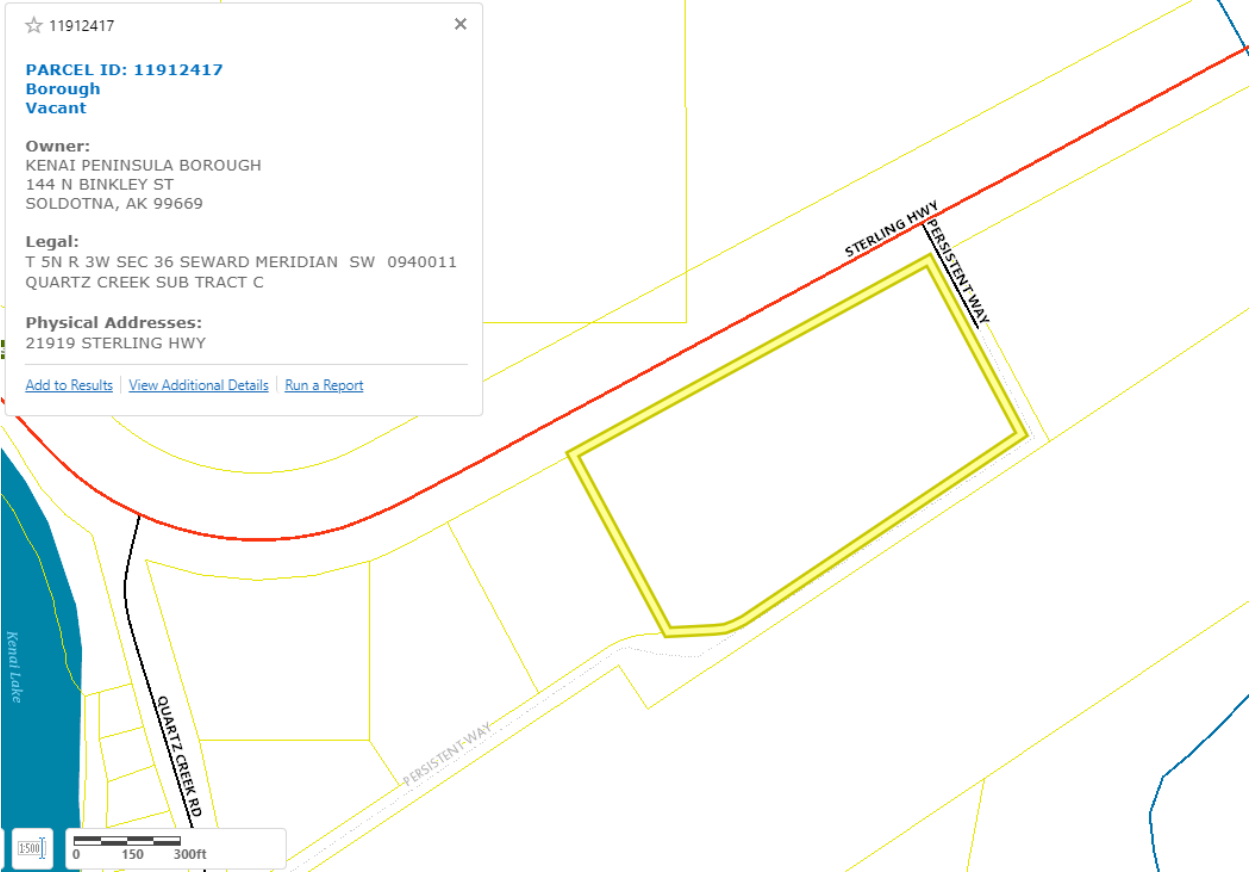 11912417
PARCEL ID: 11912417
Borough
Vacant
Owner:
KENAI PENINSULA BOROUGH
144 N BINKLEY ST
SOLDOTNA, AK 99669
Legal:
T 5N R 3W SEC 36 SEWARD MERIDIAN SW 0940011
QUARTZ CREEK SUB TRACT C
Physical Addresses:
21919 STERLING HWY
Add to Results
View Additional Details
Run a Report
STERLING HWY
PERSISTENT WAY
Kenai Lake
QUARTZ CREEK RD
PERSISTENT WAY
1:500
0 150 300ft